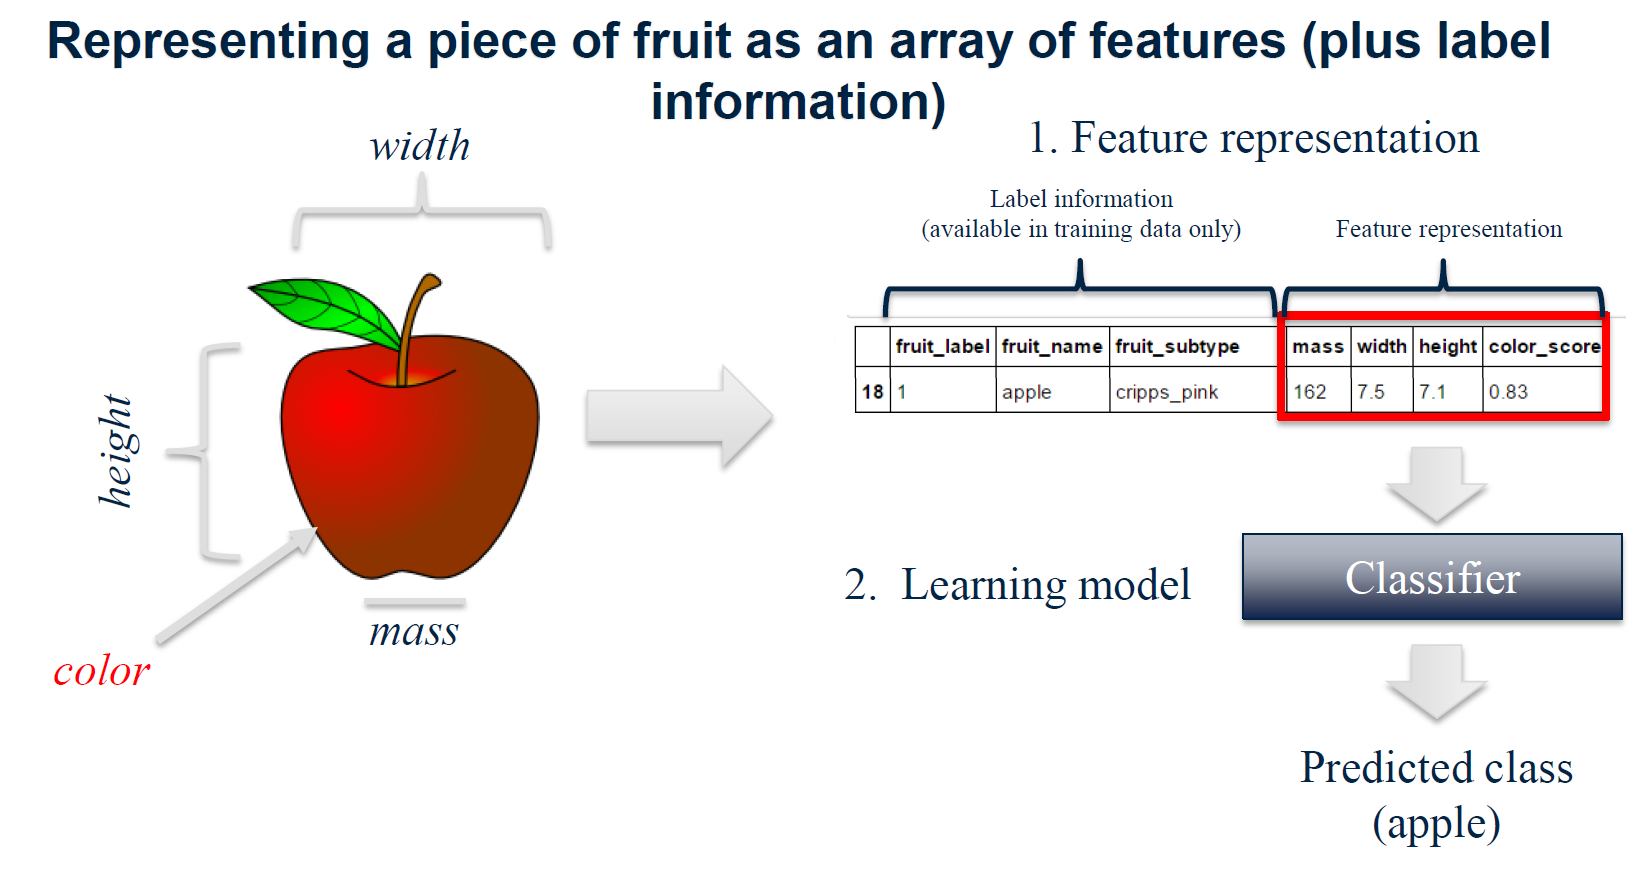 Representing a piece of fruit as an array of features (plus label
information)
width
height
color
mass
1. Feature representation
Label information
(available in training data only)
Feature representation
fruit_label fruit_name fruit_subtype mass width height color_score
18 1 apple cripps_pink 162 7.5 7.1 0.83
2. Learning model
Classifier
Predicted class
(apple)